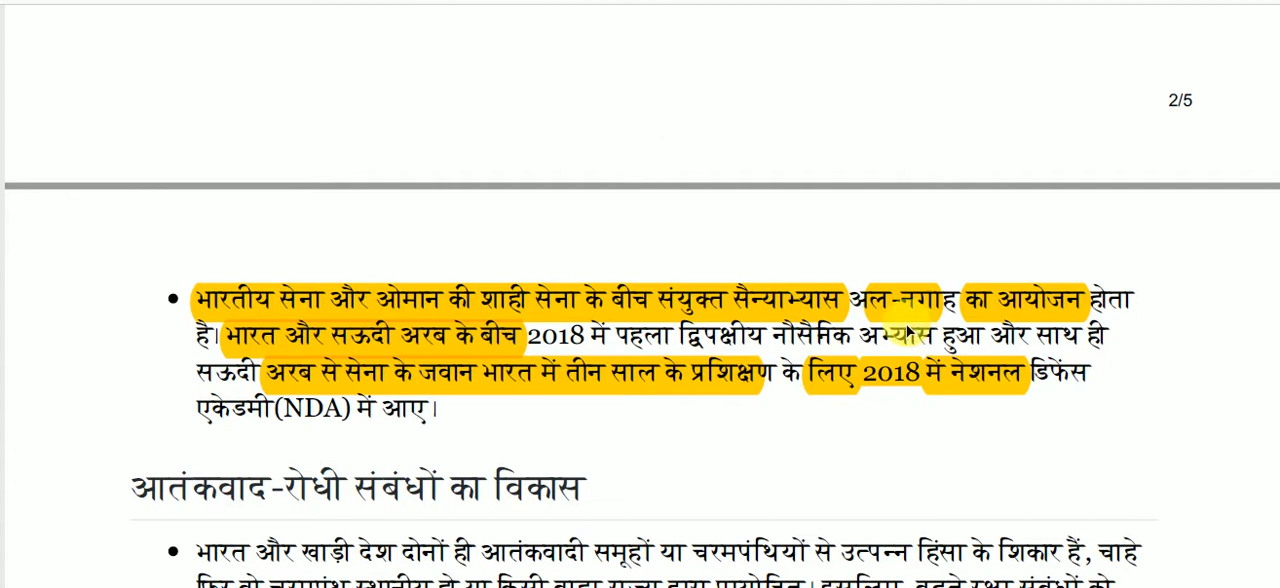 2/5
भारतीय सेना और ओमान की शाही सेना के बीच संयुक्त सैन्याभ्यास अल-नगाह का आयोजन होता
है। भारत और सऊदी अरब के बीच 2018 में पहला द्विपक्षीय नौसैनिक अभ्यास हुआ और साथ ही
सऊदी अरब से सेना के जवान भारत में तीन साल के प्रशिक्षण के लिए 2018 में नेशनल डिफेंस
एकेडमी(NDA) में आए।
आतंकवाद-रोधी संबंधों का विकास
भारत और खाड़ी देश दोनों ही आतंकवादी समूहों या चरमपंथियों से उत्पन्न हिंसा के शिकार हैं, चाहे